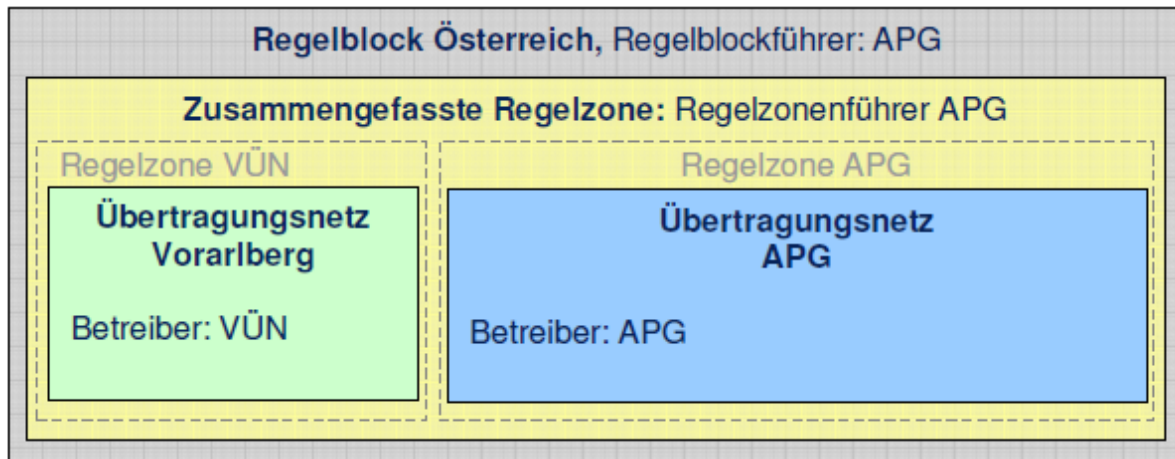 Regelblock Österreich, Regelblockführer: APG
Zusammengefasste Regelzone: Regelzonenführer APG
Regelzone VÜN
Übertragungsnetz
Vorarlberg
Betreiber: VÜN
Regelzone APG
Übertragungsnetz
APG
Betreiber: APG